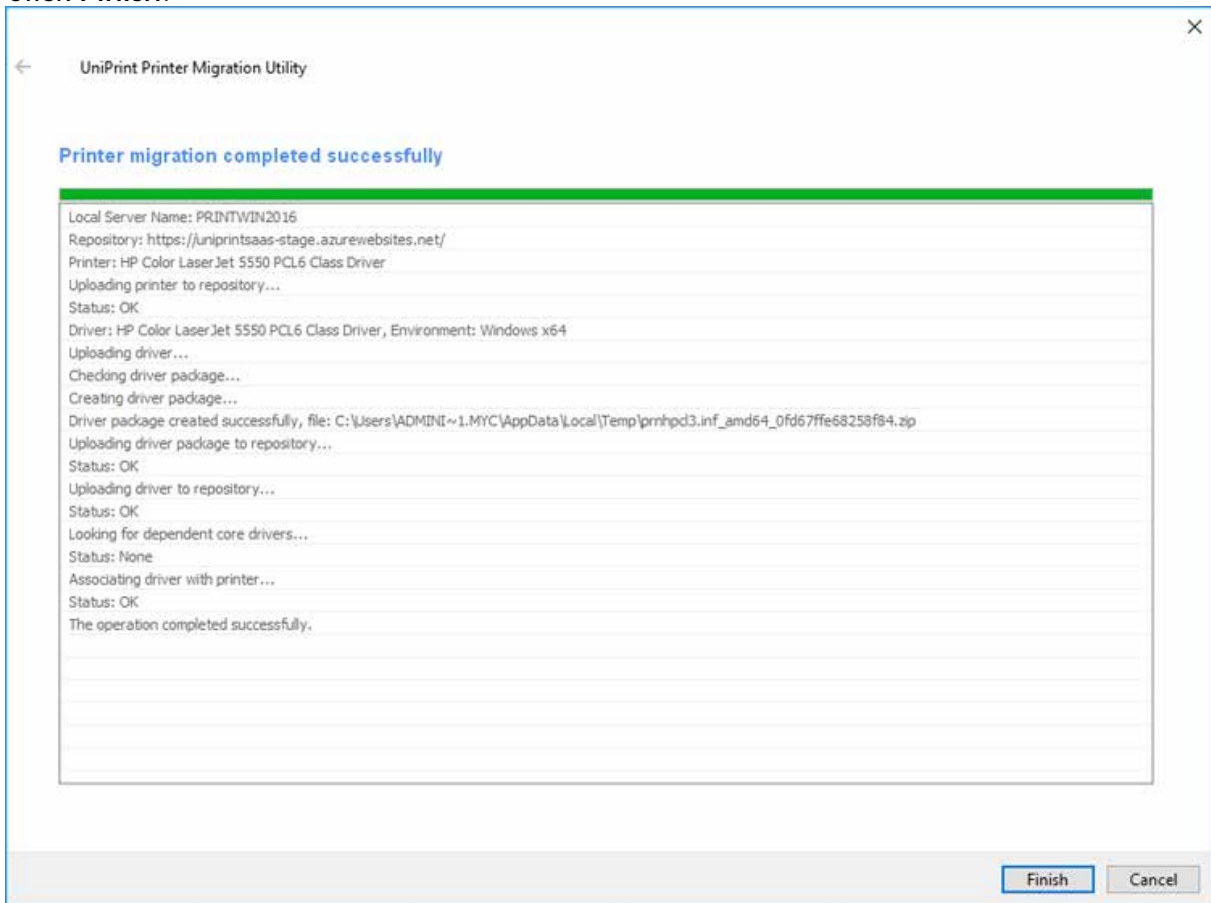 UniPrint Printer Migration Utility
Printer migration completed successfully
Local Server Name: PRINTWIN2016
Repository: https://uniprintsaas-stage.azurewebsites.net/
Printer: HP Color LaserJet 5550 PCL6 Class Driver
Uploading printer to repository...
Status: OK
Driver: HP Color LaserJet 5550 PCL6 Class Driver, Environment: Windows x64
Uploading driver...
Checking driver package...
Creating driver package...
Driver package created successfully, file: C:\Users\ADMINI~1.MYC\AppData\Local\Temp\prnhpcl3.inf_amd64_0fd67ffe68258f84.zip
Uploading driver package to repository...
Status: OK
Uploading driver to repository...
Status: OK
Looking for dependent core drivers...
Status: None
Associating driver with printer...
Status: OK
The operation completed successfully.
Finish Cancel